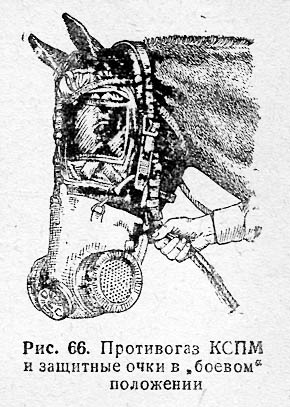 Рис. 66. Противогаз КСПМ
и защитные очки в „боевом“
положении